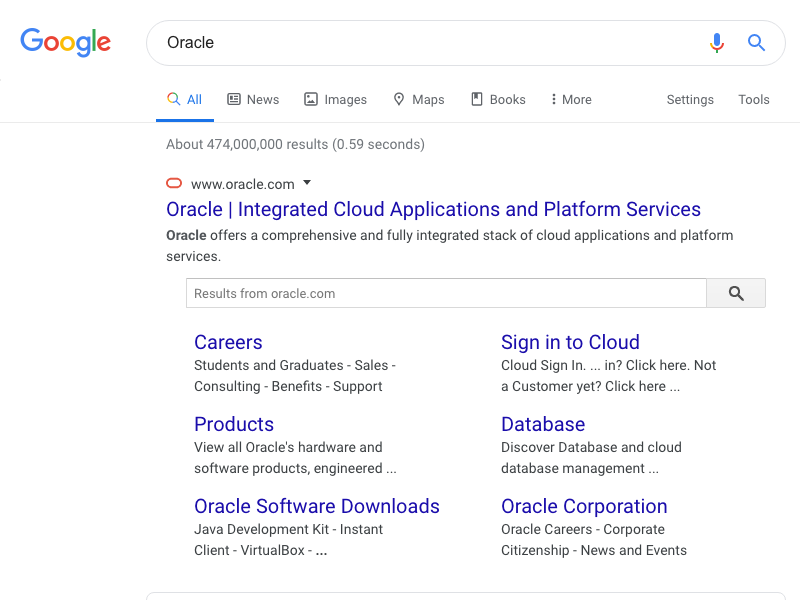 Google
Oracle
All News Images Maps Books More Settings Tools
About 474,000,000 results (0.59 seconds)
www.oracle.com
Oracle | Integrated Cloud Applications and Platform Services
Oracle offers a comprehensive and fully integrated stack of cloud applications and platform
services.
Results from oracle.com
Careers
Students and Graduates - Sales -
Consulting - Benefits - Support
Sign in to Cloud
Cloud Sign In. ... in? Click here. Not
a Customer yet? Click here ...
Products
View all Oracle's hardware and
software products, engineered ...
Database
Discover Database and cloud
database management ...
Oracle Software Downloads
Java Development Kit - Instant
Client - VirtualBox - ...
Oracle Corporation
Oracle Careers - Corporate
Citizenship - News and Events